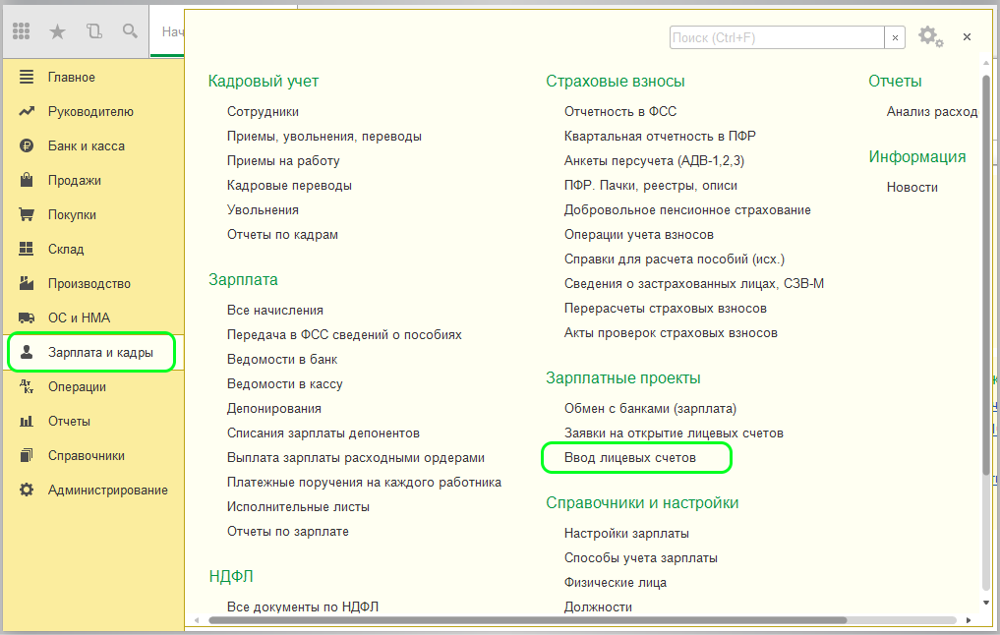 Нач
Поиск (Ctrl+F)
Главное
Руководителю
Банк и касса
Продажи
Покупки
Склад
Производство
ОС и НМА
Зарплата и кадры
Операции
Отчеты
Справочники
Администрирование
Кадровый учет
Сотрудники
Приемы, увольнения, переводы
Приемы на работу
Кадровые переводы
Увольнения
Отчеты по кадрам
Зарплата
Все начисления
Передача в ФСС сведений о пособиях
Ведомости в банк
Ведомости в кассу
Депонирования
Списания зарплаты депонентов
Выплата зарплаты расходными ордерами
Платежные поручения на каждого работника
Исполнительные листы
Отчеты по зарплате
НДФЛ
Все документы по НДФЛ
Страховые взносы
Отчетность в ФСС
Квартальная отчетность в ПФР
Анкеты персучета (АДВ-1,2,3)
ПФР. Пачки, реестры, описи
Добровольное пенсионное страхование
Операции учета взносов
Справки для расчета пособий (исх.)
Сведения о застрахованных лицах, СЗВ-М
Перерасчеты страховых взносов
Акты проверок страховых взносов
Зарплатные проекты
Обмен с банками (зарплата)
Заявки на открытие лицевых счетов
Ввод лицевых счетов
Справочники и настройки
Настройки зарплаты
Способы учета зарплаты
Физические лица
Должности
Отчеты
Анализ расход
Информация
Новости